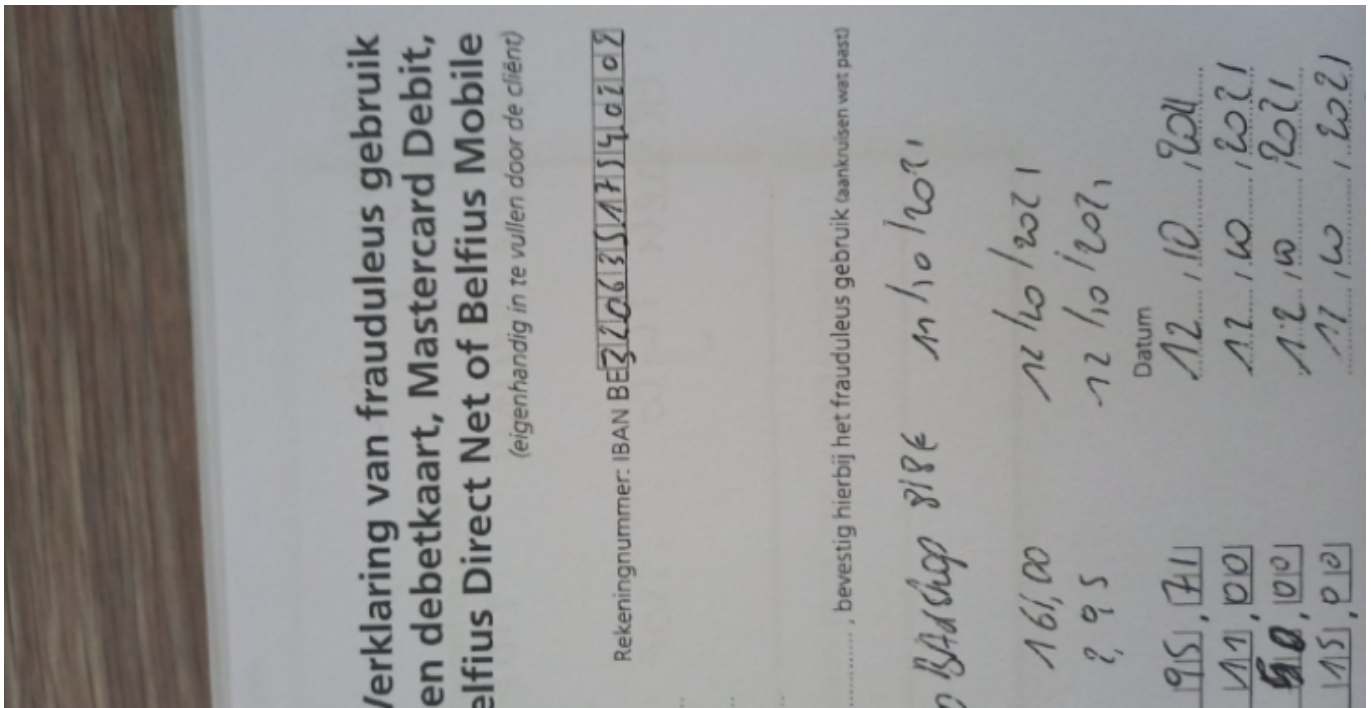 Verklaring van frauduleus gebruik
en debetkaart, Mastercard Debit,
elfius Direct Net of Belfius Mobile
(eigenhandig in te vullen door de cliënt)
Rekeningnummer: IBAN BE
.........., bevestig hierbij het frauduleus gebruik (aankruisen wat past)
11/10/2021
161,00 12/10/2021
2,95 12/10/2021
Datum
95,71 12,10,2021
11,00 12,10,2021
,00 12,10,2021
15,00 12,10,2021